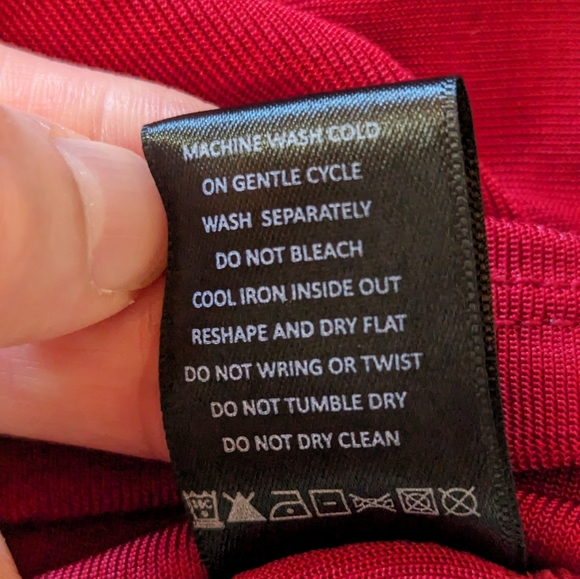 MACHINE WASH COLD
ON GENTLE CYCLE
WASH SEPARATELY
DO NOT BLEACH
COOL IRON INSIDE OUT
RESHAPE AND DRY FLAT
DO NOT WRING OR TWIST
DO NOT TUMBLE DRY
DO NOT DRY CLEAN